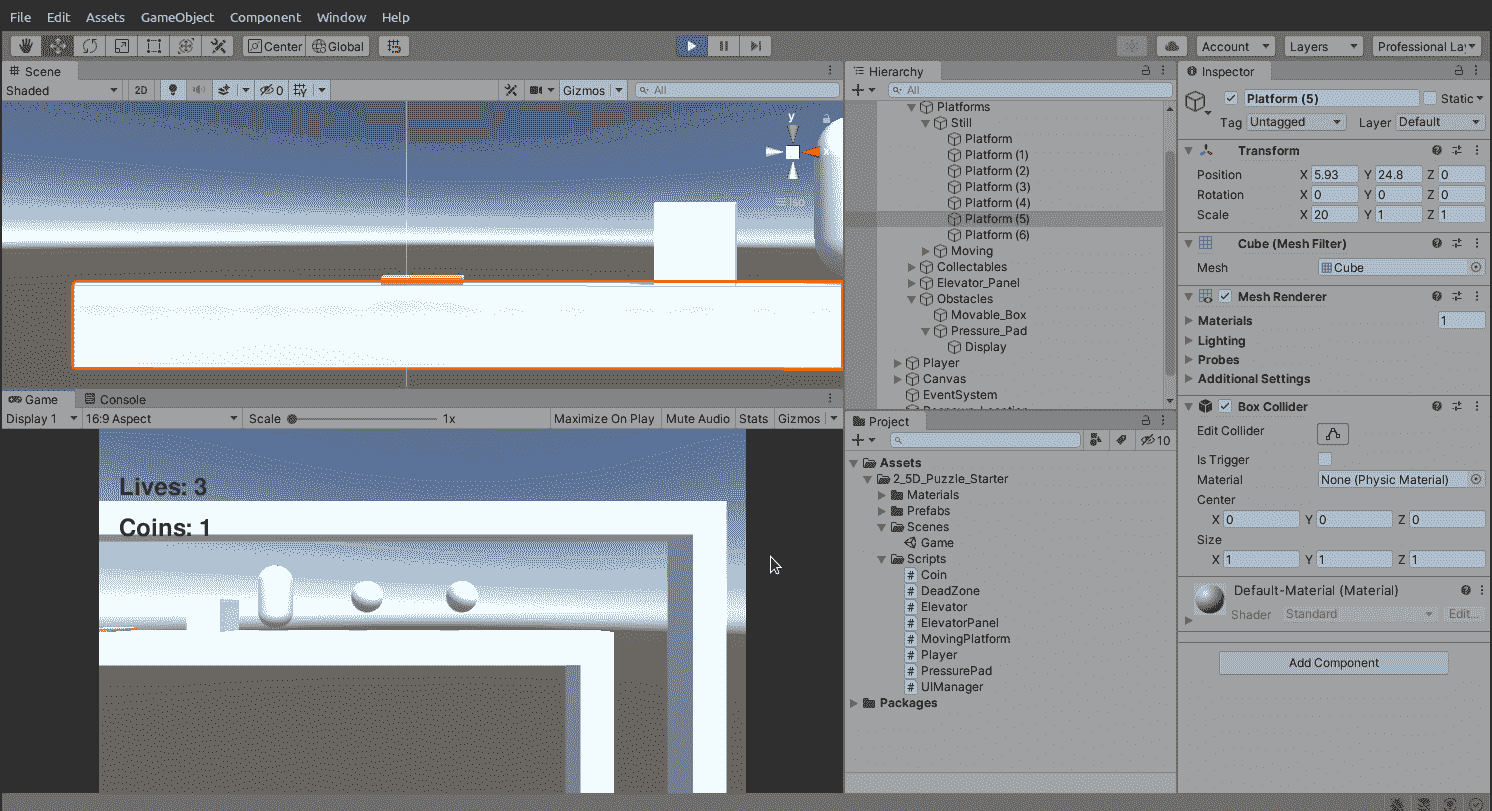 File Edit Assets GameObject Component Window Help
Center Global Account Layers Professional La
Scene
Shaded 2D 0 Gizmos All
y
Iso
Game Console
Display 1 16:9 Aspect Scale 1x Maximize On Play Mute Audio Stats Gizmos
Lives: 3
Coins: 1
Hierarchy
All
Platforms
Still
Platform
Platform (1)
Platform (2)
Platform (3)
Platform (4)
Platform (5)
Platform (6)
Moving
Collectables
Elevator_Panel
Obstacles
Movable_Box
Pressure_Pad
Display
Player
Canvas
EventSystem
Project
10
Assets
2_5D_Puzzle_Starter
Materials
Prefabs
Scenes
Game
Scripts
# Coin
# DeadZone
# Elevator
# ElevatorPanel
# MovingPlatform
# Player
# PressurePad
# UIManager
Packages
Inspector
Platform (5) Static
Tag Untagged Layer Default
Transform
Position X 5.93 Y 24.8 Z 0
Rotation X 0 Y 0 Z 0
Scale X 20 Y 1 Z 1
Cube (Mesh Filter)
Mesh Cube
Mesh Renderer
Materials 1
Lighting
Probes
Additional Settings
Box Collider
Edit Collider
Is Trigger
Material None (Physic Material)
Center
X 0 Y 0 Z 0
Size
X 1 Y 1 Z 1
Default-Material (Material)
Shader Standard Edit...
Add Component